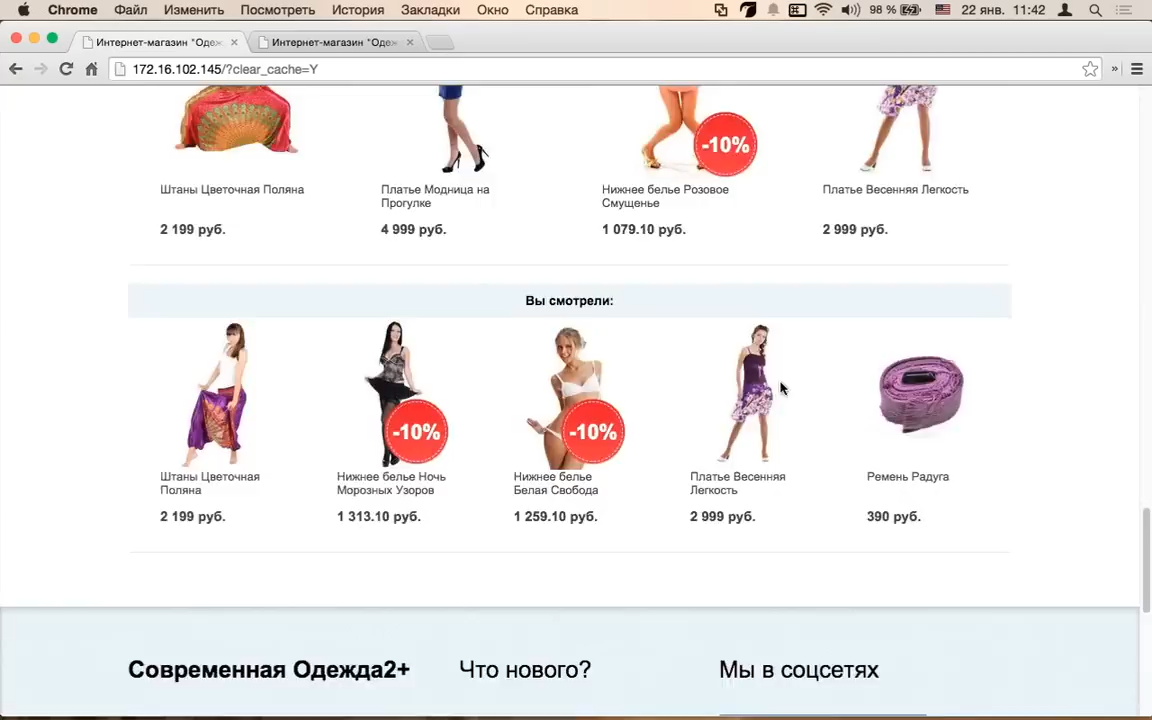 Chrome Файл Изменить Посмотреть История Закладки Окно Справка 98 % 22 янв. 11:42
Интернет-магазин "Одеж Интернет-магазин "Одеж
172.16.102.145/?clear_cache=Y »
-10%
Штаны Цветочная Поляна
2 199 руб.
Платье Модница на
Прогулке
4 999 руб.
Нижнее белье Розовое
Смущенье
1 079.10 руб.
Платье Весенняя Легкость
2 999 руб.
Вы смотрели:
-10%
-10%
Штаны Цветочная
Поляна
2 199 руб.
Нижнее белье Ночь
Морозных Узоров
1 313.10 руб.
Нижнее белье
Белая Свобода
1 259.10 руб.
Платье Весенняя
Легкость
2 999 руб.
Ремень Радуга
390 руб.
Современная Одежда2+
Что нового?
Мы в соцсетях